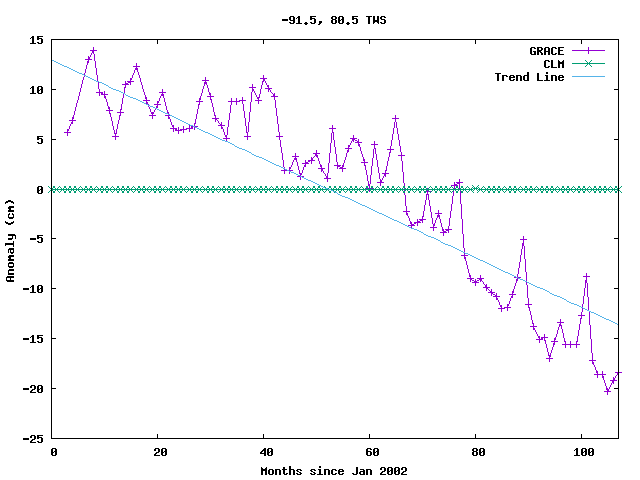 -91.5, 80.5 TWS
GRACE
CLM
Trend Line
15
10
5
0
-5
-10
-15
-20
-25
Anomaly (cm)
0 20 40 60 80 100
Months since Jan 2002